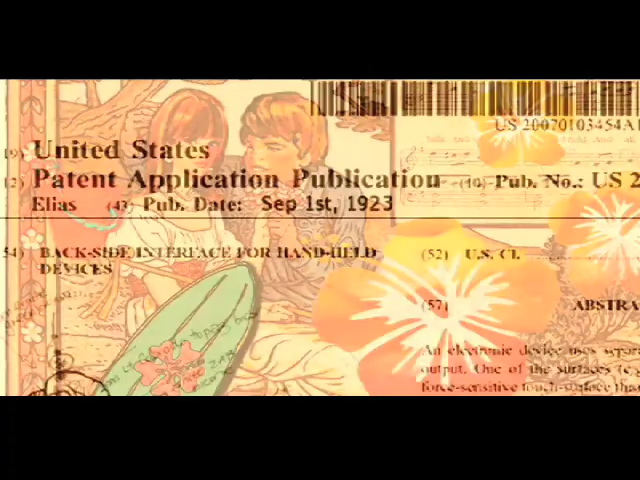 US 20070103454A1
(19) United States
(12) Patent Application Publication (10) Pub. No.: US 2
Elias (43) Pub. Date: Sep 1st, 1923
54) BACK-SIDE INTERFACE FOR HAND-HELD DEVICES
(52) U.S. Cl.
(57) ABSTRA
An electronic device uses separ
output. One of the surfaces (e.g
force-sensitive touch-surface tha